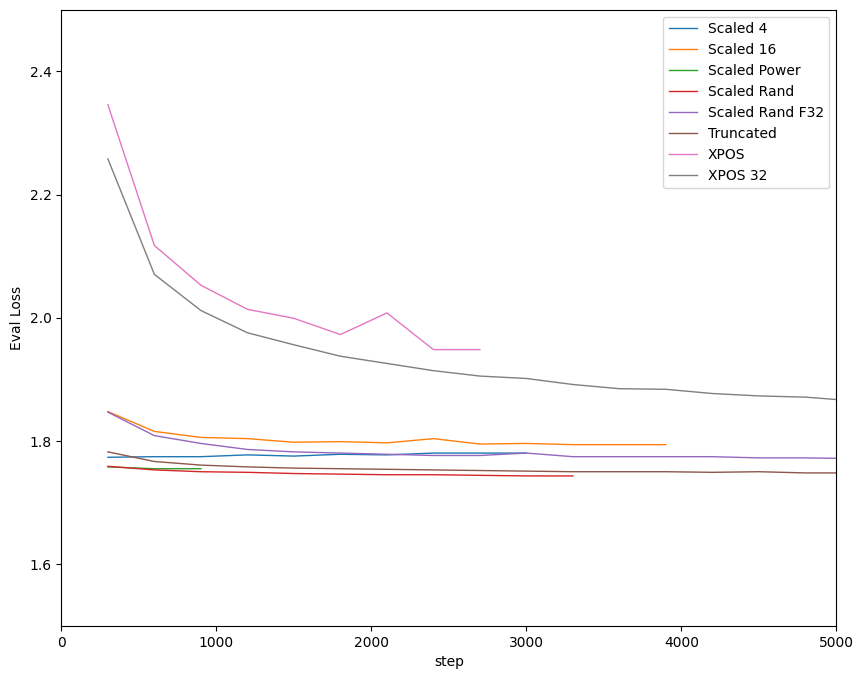 Scaled 4
Scaled 16
Scaled Power
Scaled Rand
Scaled Rand F32
Truncated
XPOS
XPOS 32
2.4
2.2
2.0
1.8
1.6
Eval Loss
0
1000
2000
3000
4000
5000
step